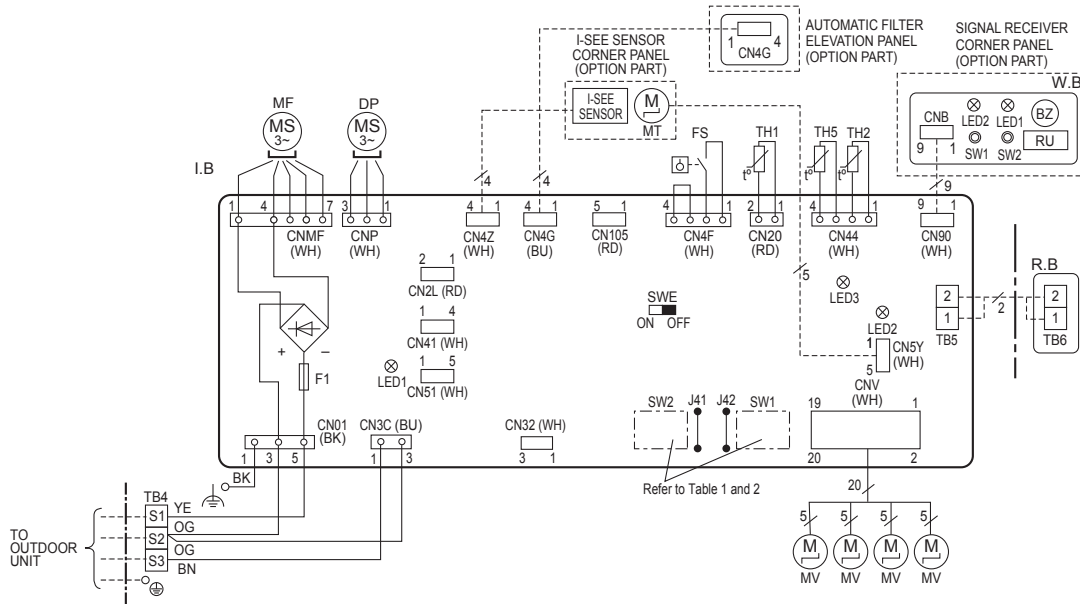 AUTOMATIC FILTER
ELEVATION PANEL
(OPTION PART)
1 4
CN4G
SIGNAL RECEIVER
CORNER PANEL
(OPTION PART)
W.B
CNB
9 1
LED2 LED1
SW1 SW2
BZ
RU
I-SEE SENSOR
CORNER PANEL
(OPTION PART)
I-SEE
SENSOR
M
MT
MF
MS
3~
DP
MS
3~
FS
TH1
t°
TH5 TH2
t° t°
I.B
4
4
9
1 4 7
CNMF
(WH)
3 1
CNP
(WH)
4 1
CN4Z
(WH)
4 1
CN4G
(BU)
5 1
CN105
(RD)
4 1
CN4F
(WH)
2 1
CN20
(RD)
4 1
CN44
(WH)
9 1
CN90
(WH)
2 1
CN2L (RD)
1 4
CN41 (WH)
1 5
CN51 (WH)
LED1
+ –
F1
SWE
ON OFF
5
LED3
LED2
1
5
CN5Y
(WH)
2
1
TB5
2
R.B
2
1
TB6
CNV
(WH)
19 1
20 2
SW2 J41 J42 SW1
Refer to Table 1 and 2
CN01
(BK)
1 3 5
CN3C (BU)
1 3
CN32 (WH)
3 1
BK
TB4
S1 YE
OG
S2
OG
S3
BN
TO
OUTDOOR
UNIT
20
5 5 5 5
M M M M
MV MV MV MV